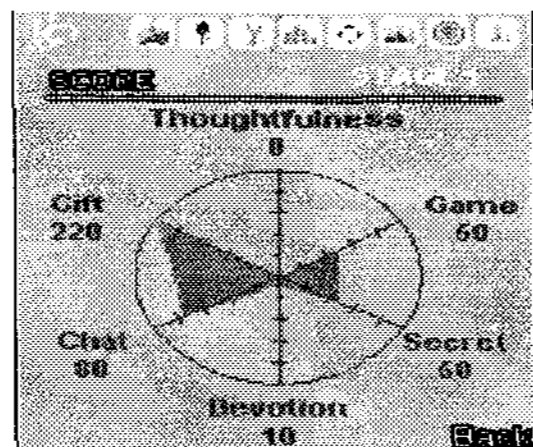 SCORE
Thoughtfulness
0
Gift
220
Game
60
Chat
80
Secret
60
Devotion
10
Back